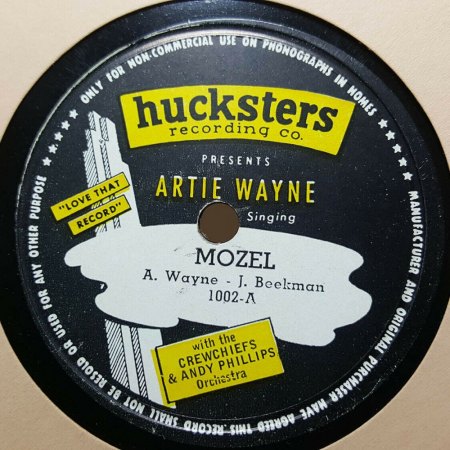 ★ ONLY FOR NON-COMMERCIAL USE ON PHONOGRAPHS IN HOMES ★
★ MANUFACTURER AND ORIGINAL PURCHASER HAVE AGREED THIS RECORD SHALL NOT BE RESOLD OR USED FOR ANY OTHER PURPOSE ★
hucksters
recording co.
PRESENTS
ARTIE WAYNE
Singing
"LOVE THAT
RECORD"
MOZEL
A. Wayne - J. Beekman
1002-A
with the
CREWCHIEFS
& ANDY PHILLIPS
Orchestra